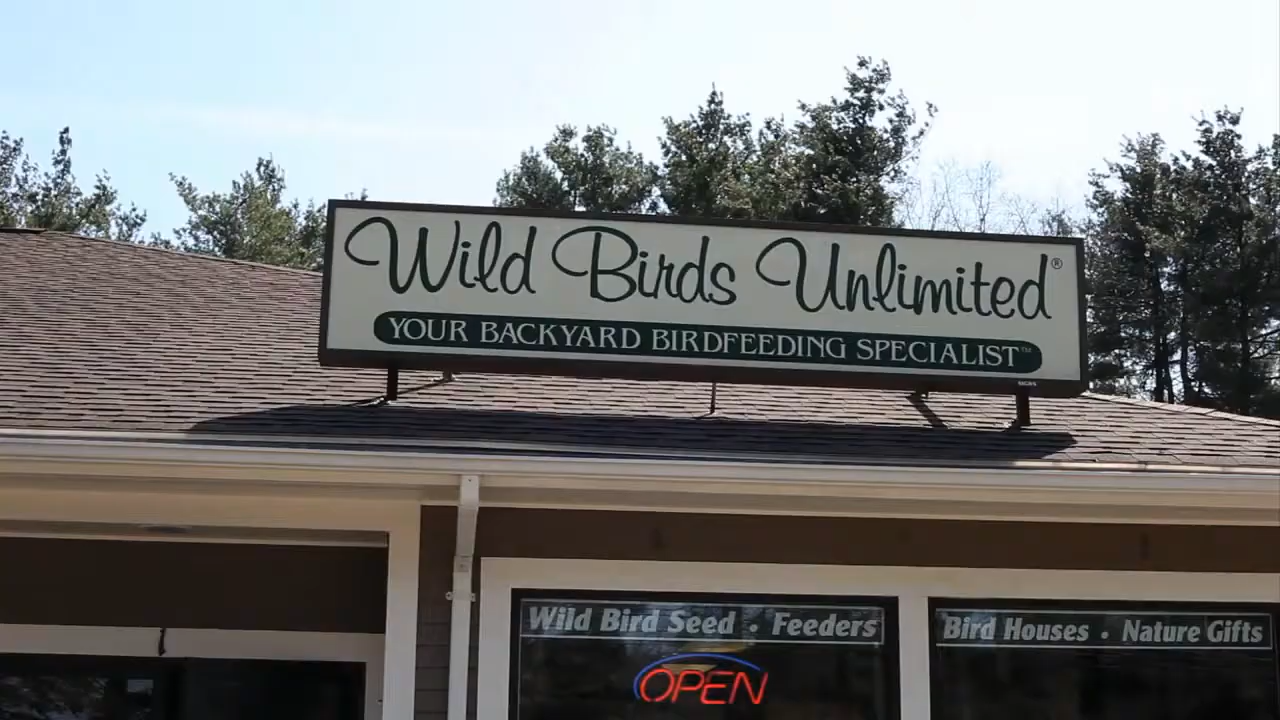 Wild Birds Unlimited®
YOUR BACKYARD BIRDFEEDING SPECIALIST™
Wild Bird Seed • Feeders
Bird Houses • Nature Gifts
OPEN